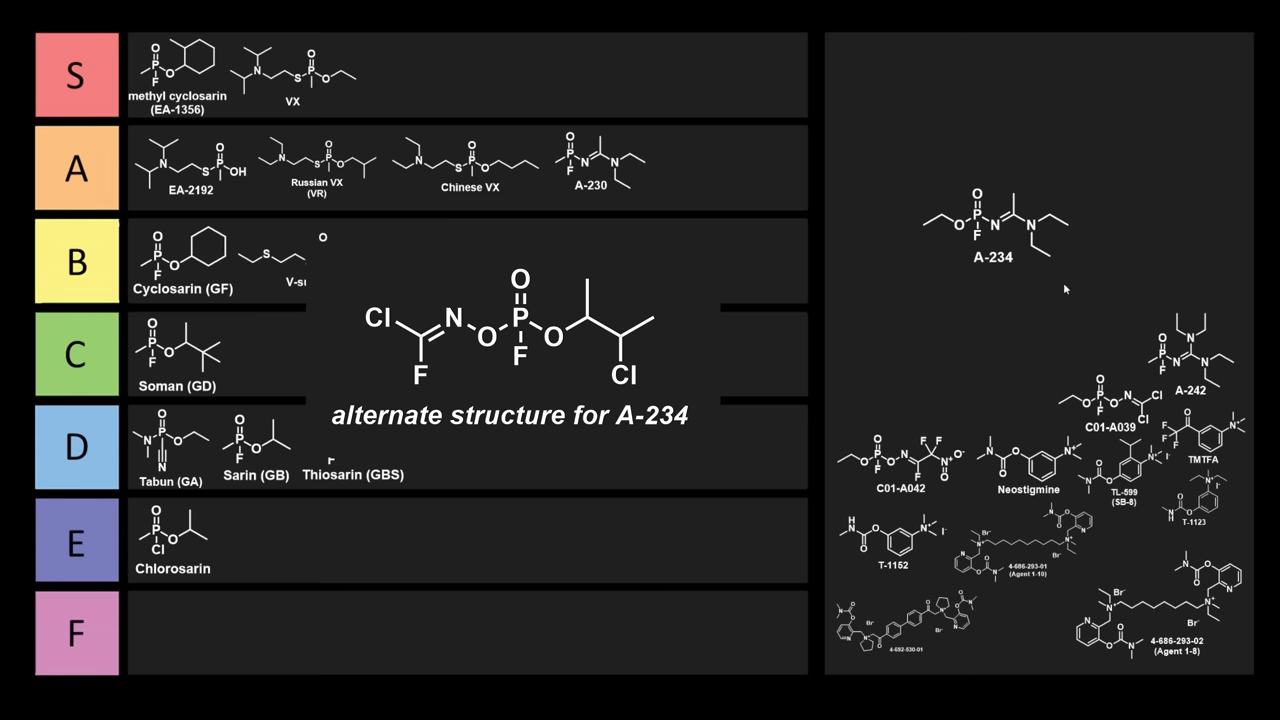 S
methyl cyclosarin
(EA-1356)
VX
A
EA-2192
Russian VX
(VR)
Chinese VX
A-230
B
Cyclosarin (GF)
C
Soman (GD)
alternate structure for A-234
D
Tabun (GA)
Sarin (GB)
Thiosarin (GBS)
E
Chlorosarin
F
A-234
A-242
C01-A039
C01-A042
Neostigmine
TL-599
(SB-8)
TMTFA
T-1123
T-1152
4-686-293-01
(Agent 1-10)
4-692-530-01
4-686-293-02
(Agent 1-8)